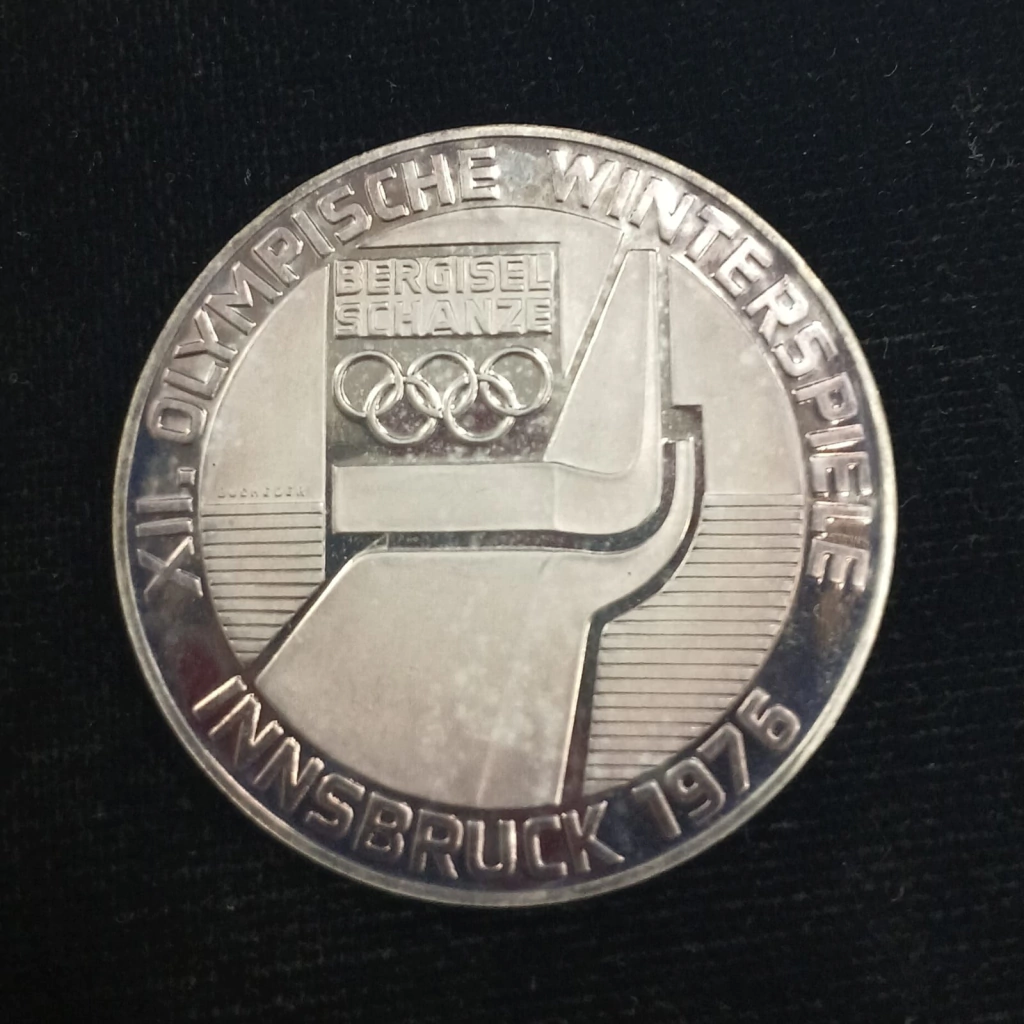 XII. OLYMPISCHE WINTERSPIELE
BERGISEL
SCHANZE
INNSBRUCK 1976